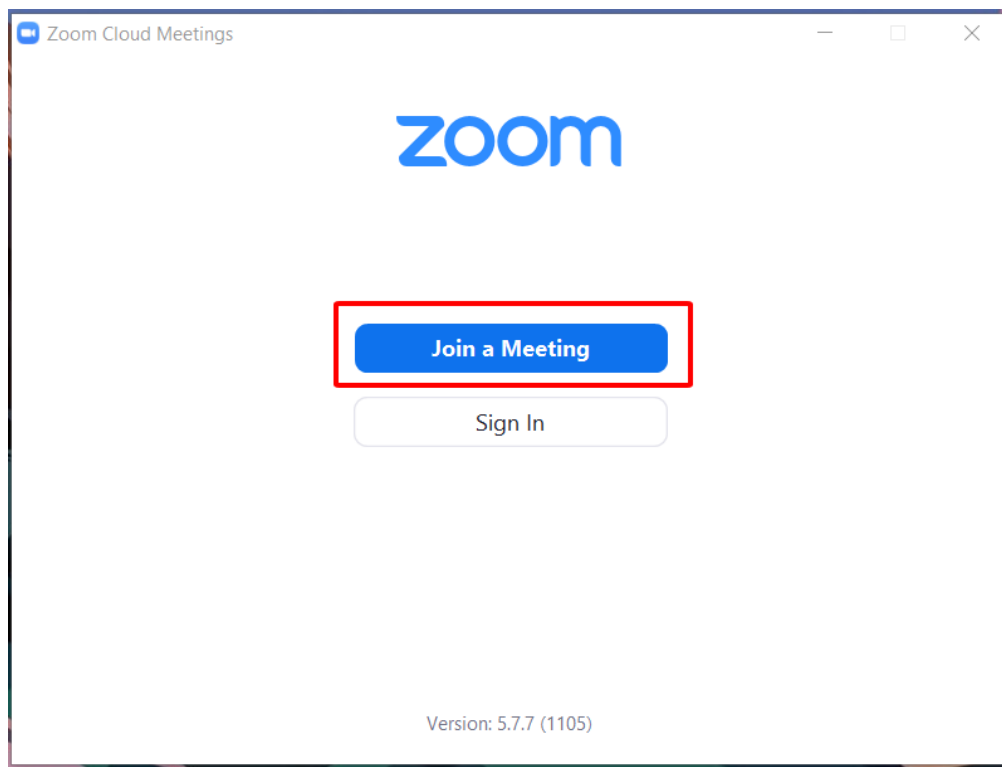 Zoom Cloud Meetings
zoom
Join a Meeting
Sign In
Version: 5.7.7 (1105)